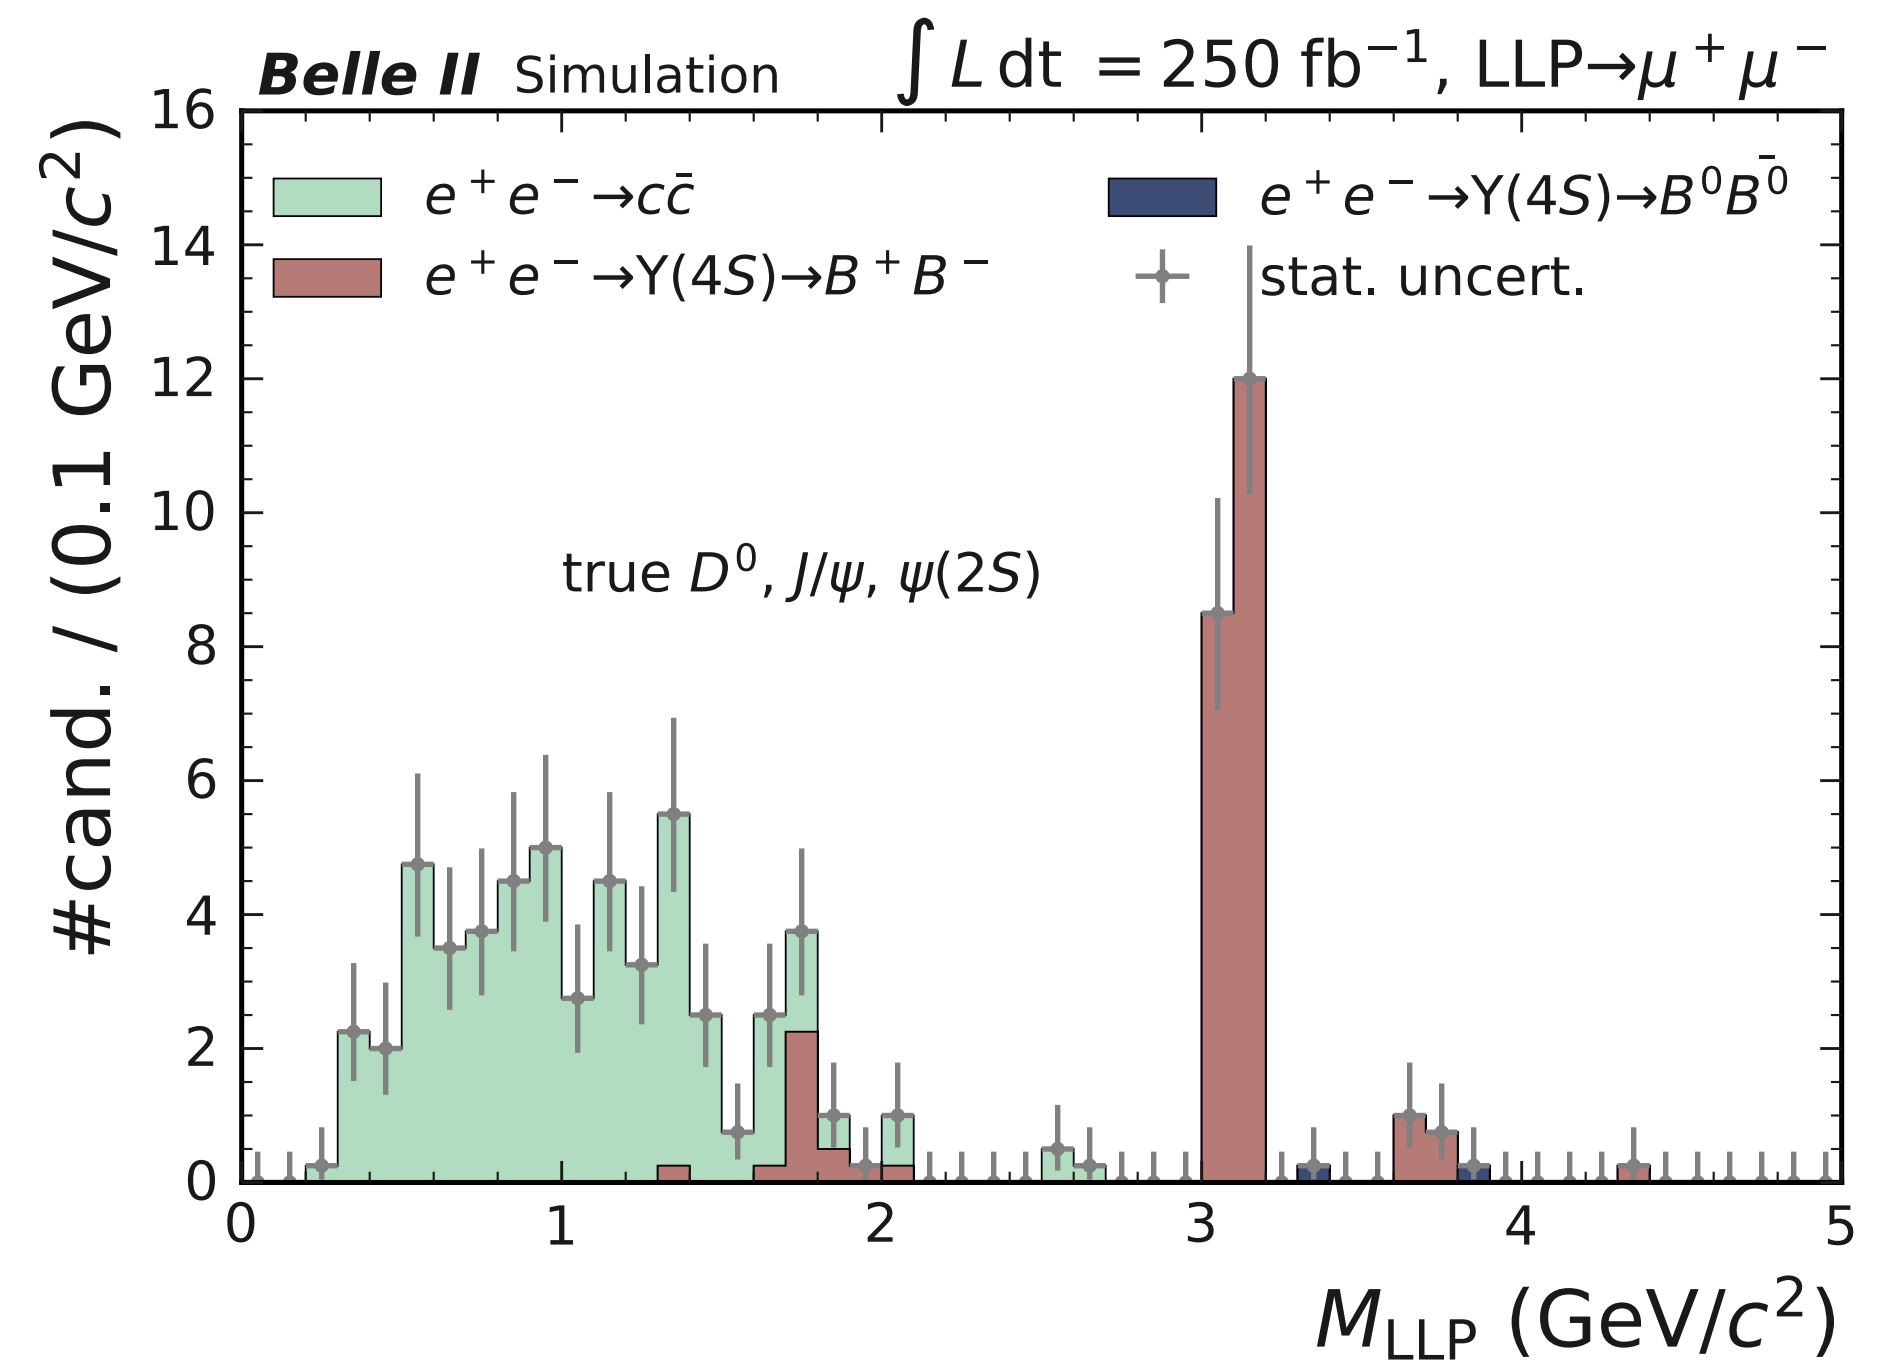 Belle II Simulation ∫ L dt = 250 fb⁻¹, LLP→μ⁺μ⁻
e⁺e⁻→cc̄
e⁺e⁻→Υ(4S)→B⁺B⁻
e⁺e⁻→Υ(4S)→B⁰B̄⁰
stat. uncert.
true D⁰, J/ψ, ψ(2S)
#cand. / (0.1 GeV/c²)
16
14
12
10
8
6
4
2
0
0 1 2 3 4 5
M_LLP (GeV/c²)